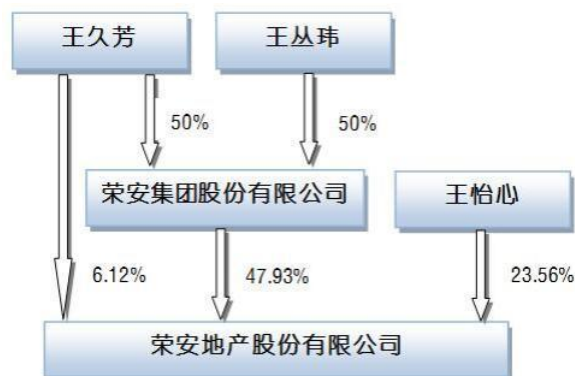 王久芳
王丛玮
50%
50%
荣安集团股份有限公司
王怡心
6.12%
47.93%
23.56%
荣安地产股份有限公司